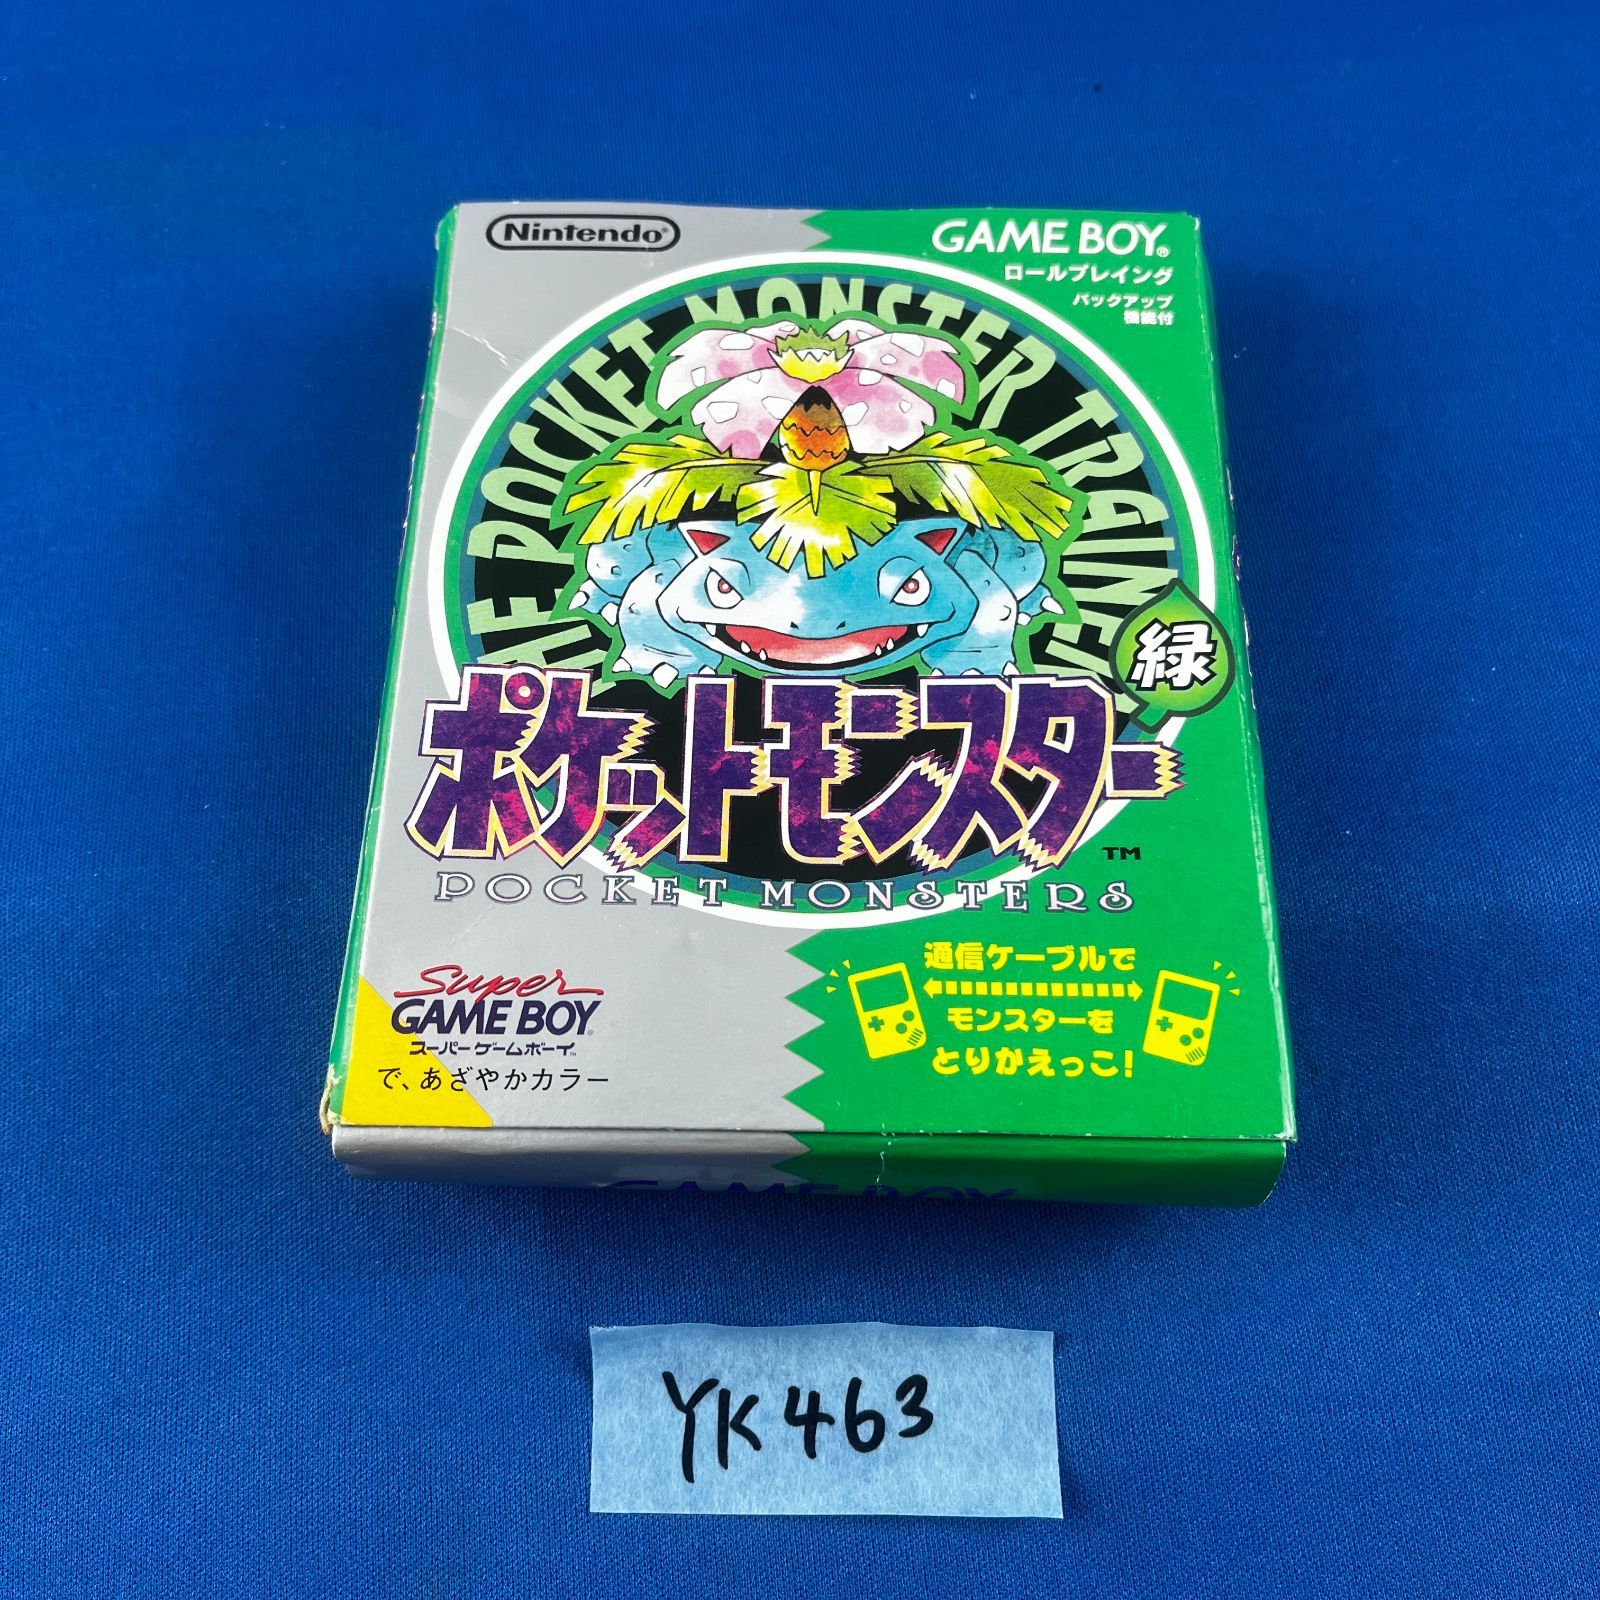 Nintendo®
GAME BOY®
ロールプレイング
バックアップ
機能付
THE POCKET MONSTER TRAINER
緑
ポケットモンスター
TM
POCKET MONSTERS
Super
GAME BOY®
スーパーゲームボーイ™
で、あざやかカラー
通信ケーブルで
モンスターを
とりかえっこ!
GAME BOY
YK463